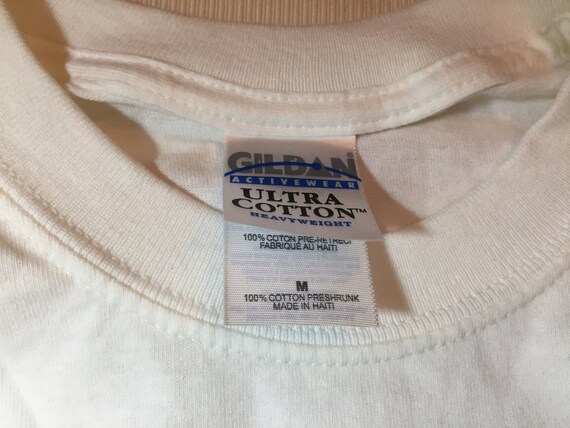 GILDAN
ACTIVEWEAR
ULTRA
COTTON™
HEAVYWEIGHT
100% COTON PRE-RETRECI
FABRIQUE AU HAITI
M
100% COTTON PRESHRUNK
MADE IN HAITI